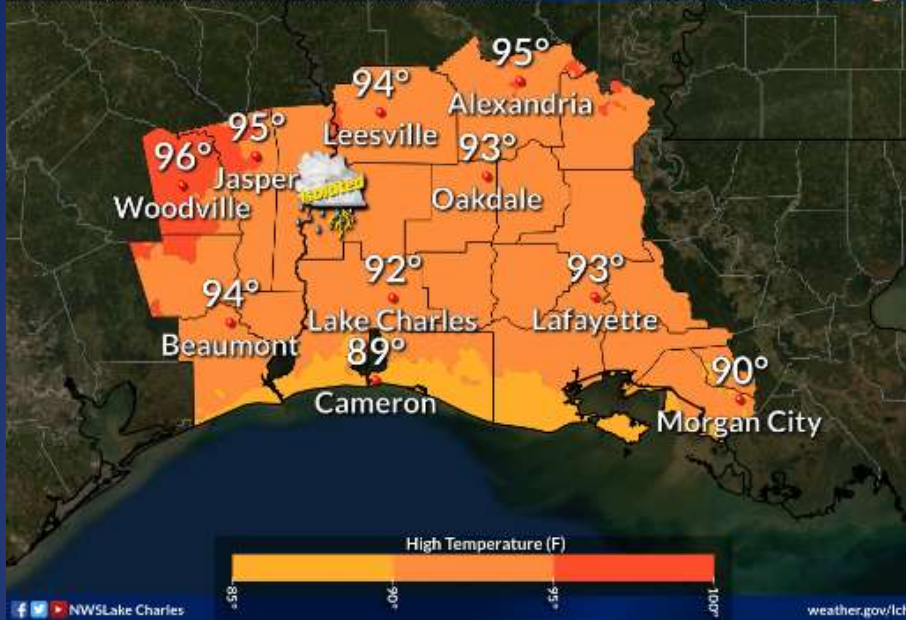 95°
94°
Alexandria
95°
Leesville
93°
96°
Jasper
Isolated
Oakdale
Woodville
92°
93°
94°
Lake Charles
Lafayette
Beaumont
89°
90°
Cameron
Morgan City
High Temperature (F)
85°
90°
95°
100°
NWSLake Charles
weather.gov/lch